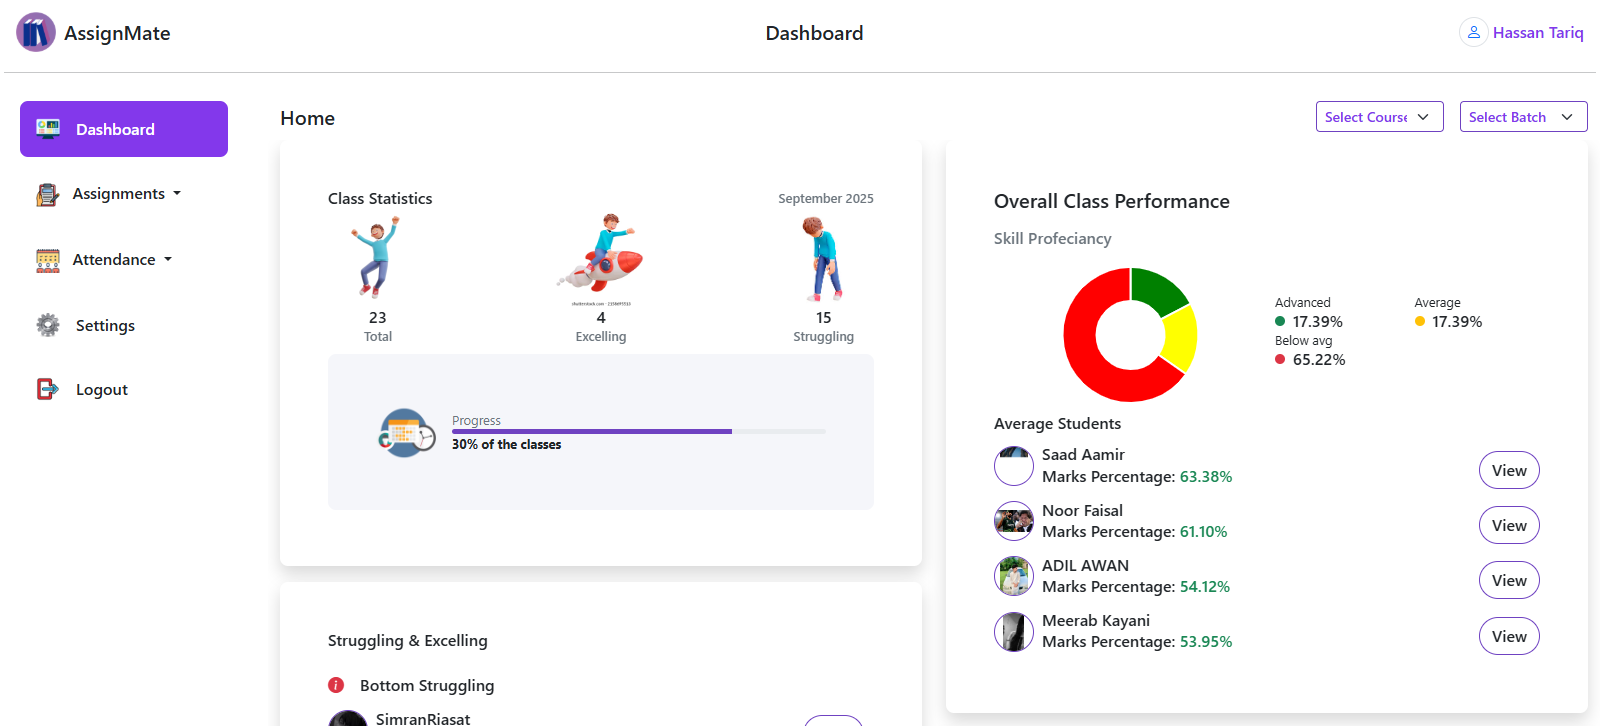 AssignMate
Dashboard
Hassan Tariq
Dashboard
Assignments
Attendance
Settings
Logout
Home
Select Course
Select Batch
Class Statistics
September 2025
23
Total
4
Excelling
15
Struggling
Progress
30% of the classes
Struggling & Excelling
Bottom Struggling
SimranRiasat
Overall Class Performance
Skill Profeciancy
Advanced
17.39%
Average
17.39%
Below avg
65.22%
Average Students
Saad Aamir
Marks Percentage: 63.38%
View
Noor Faisal
Marks Percentage: 61.10%
View
ADIL AWAN
Marks Percentage: 54.12%
View
Meerab Kayani
Marks Percentage: 53.95%
View